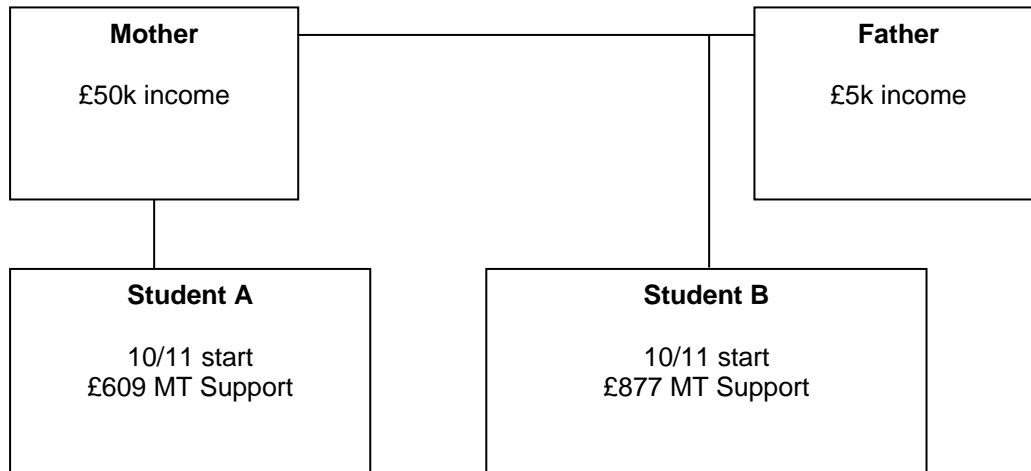 Mother
£50k income
Father
£5k income
Student A
10/11 start
£609 MT Support
Student B
10/11 start
£877 MT Support